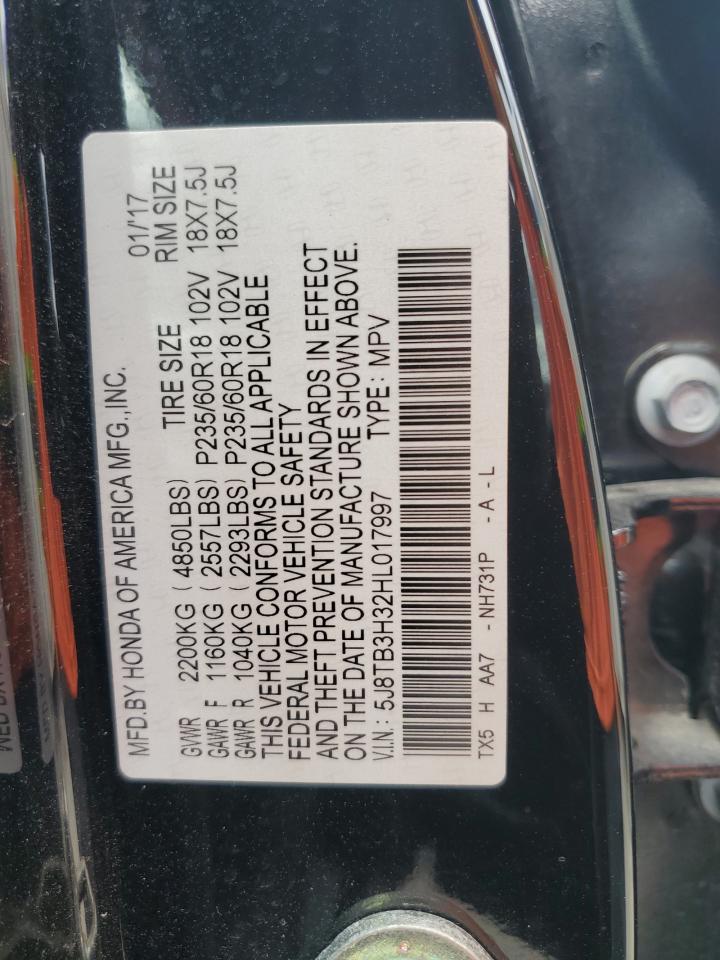 MFD.BY HONDA OF AMERICA MFG.,INC. 01/'17
TIRE SIZE RIM SIZE
GVWR 2200KG ( 4850LBS)
GAWR F 1160KG ( 2557LBS) P235/60R18 102V 18X7.5J
GAWR R 1040KG ( 2293LBS) P235/60R18 102V 18X7.5J
THIS VEHICLE CONFORMS TO ALL APPLICABLE
FEDERAL MOTOR VEHICLE SAFETY
AND THEFT PREVENTION STANDARDS IN EFFECT
ON THE DATE OF MANUFACTURE SHOWN ABOVE.
V.I.N.: 5J8TB3H32HL017997 TYPE: MPV
TX5 H AA7 - NH731P - A - L